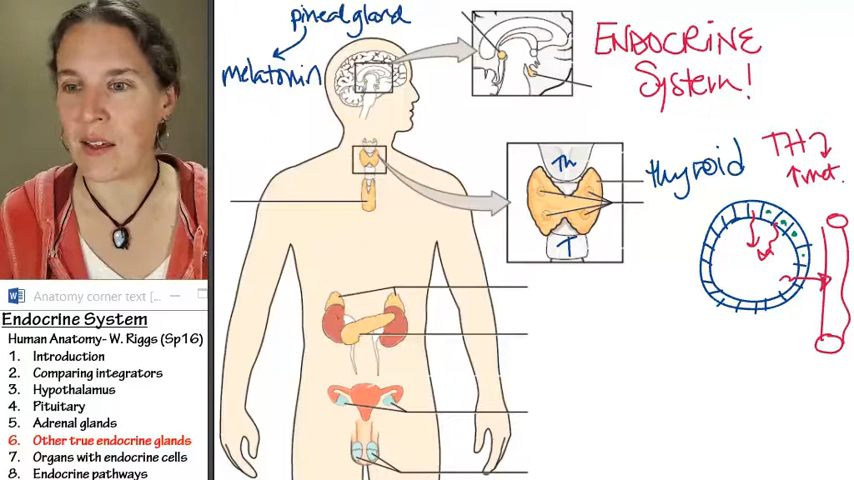 pineal gland
melatonin
ENDOCRINE
System!
Th
T
thyroid
TH
↑met.
Anatomy corner text [...
Endocrine System
Human Anatomy- W. Riggs (Sp16)
1. Introduction
2. Comparing integrators
3. Hypothalamus
4. Pituitary
5. Adrenal glands
6. Other true endocrine glands
7. Organs with endocrine cells
8. Endocrine pathways